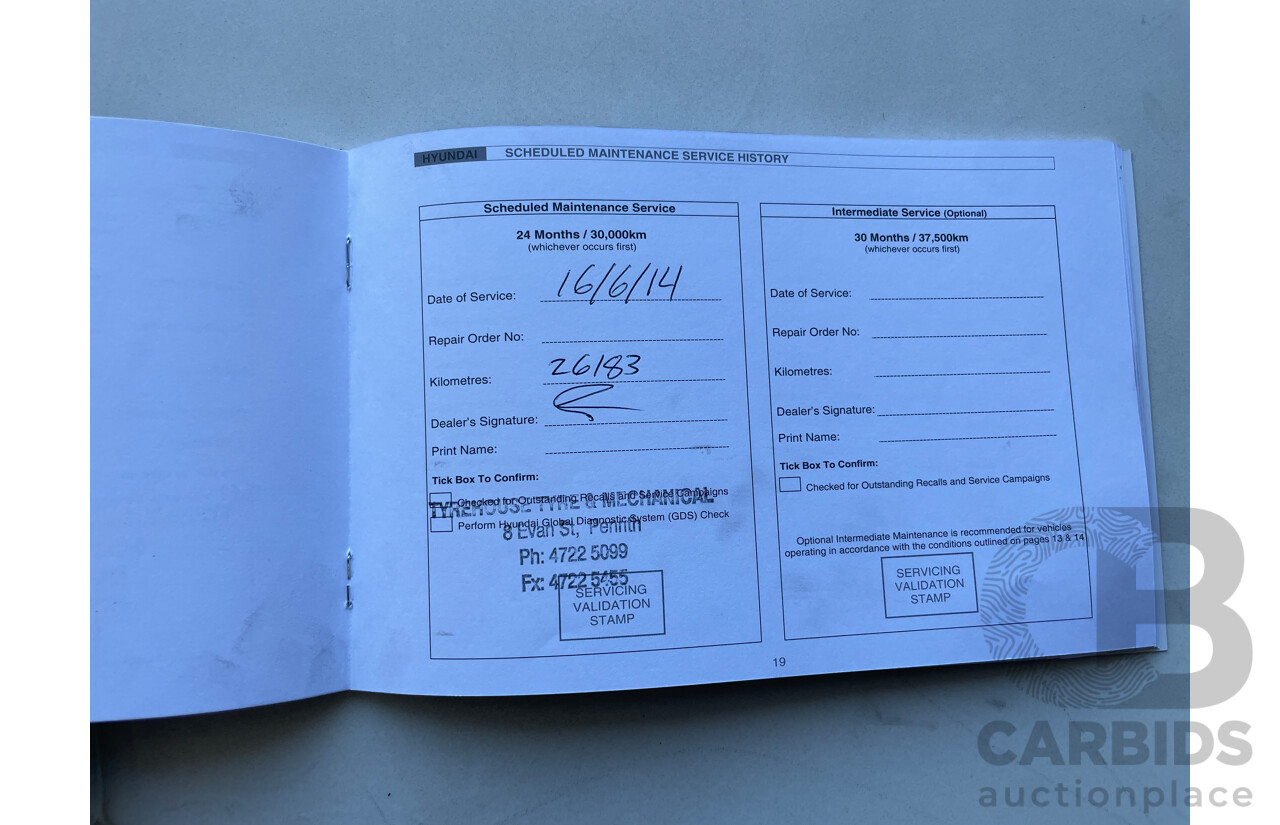 HYUNDAI SCHEDULED MAINTENANCE SERVICE HISTORY
Scheduled Maintenance Service
24 Months / 30,000km
(whichever occurs first)
Date of Service: 16/6/14
Repair Order No:
Kilometres: 26183
Dealer's Signature:
Print Name:
Tick Box To Confirm:
Checked for Outstanding Recalls and Service Campaigns
TYREHOUSE TYRE & MECHANICAL
Perform Hyundai Global Diagnostic System (GDS) Check
8 Evan St, Penrith
Ph: 4722 5099
Fx: 4722 5455
SERVICING
VALIDATION
STAMP
Intermediate Service (Optional)
30 Months / 37,500km
(whichever occurs first)
Date of Service:
Repair Order No:
Kilometres:
Dealer's Signature:
Print Name:
Tick Box To Confirm:
Checked for Outstanding Recalls and Service Campaigns
Optional Intermediate Maintenance is recommended for vehicles
operating in accordance with the conditions outlined on pages 13 & 14
SERVICING
VALIDATION
STAMP
19
CB
CARBIDS
auctionplace